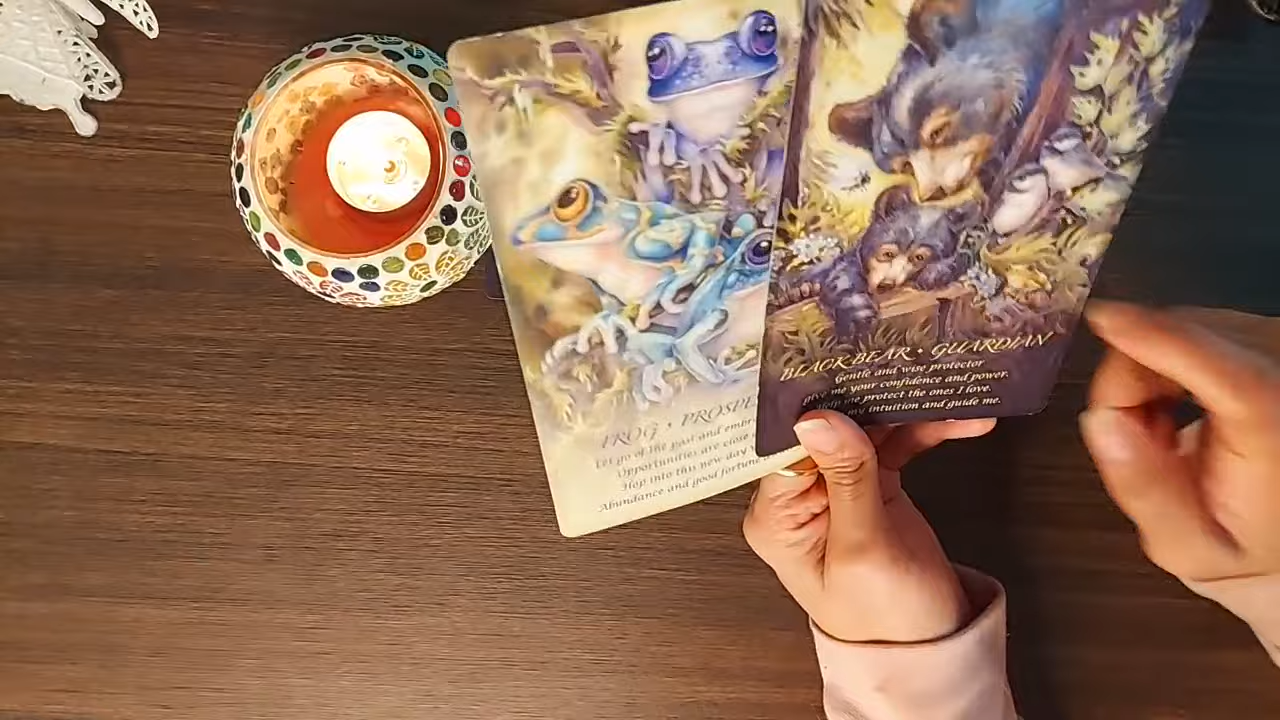 FROG • PROSPE
Let go of the past and embr
Opportunities are close
Hop into this new day
Abundance and good fortune
BLACK BEAR • GUARDIAN
Gentle and wise protector
give me your confidence and power.
Help me protect the ones I love.
my intuition and guide me.